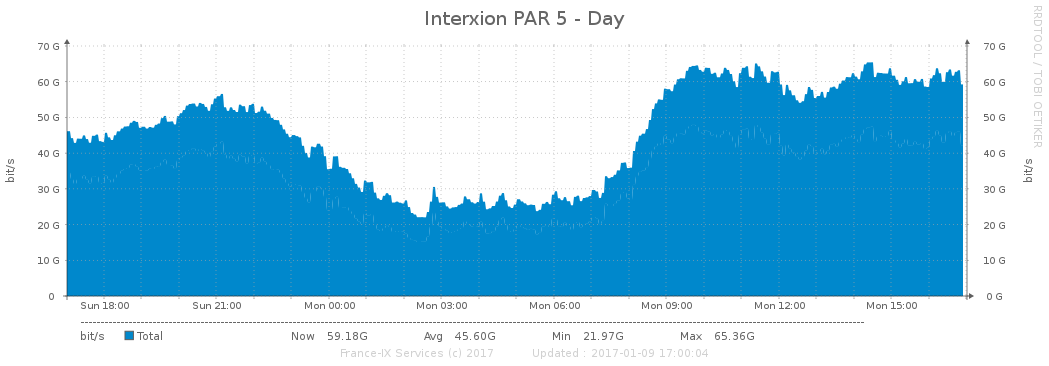 Interxion PAR 5 - Day
RRDTOOL / TOBI OETIKER
70 G 70 G
60 G 60 G
50 G 50 G
40 G 40 G
30 G 30 G
20 G 20 G
10 G 10 G
0 0 G
bit/s
bit/s
Sun 18:00 Sun 21:00 Mon 00:00 Mon 03:00 Mon 06:00 Mon 09:00 Mon 12:00 Mon 15:00
bit/s Total Now 59.18G Avg 45.60G Min 21.97G Max 65.36G
France-IX Services (c) 2017 Updated : 2017-01-09 17:00:04